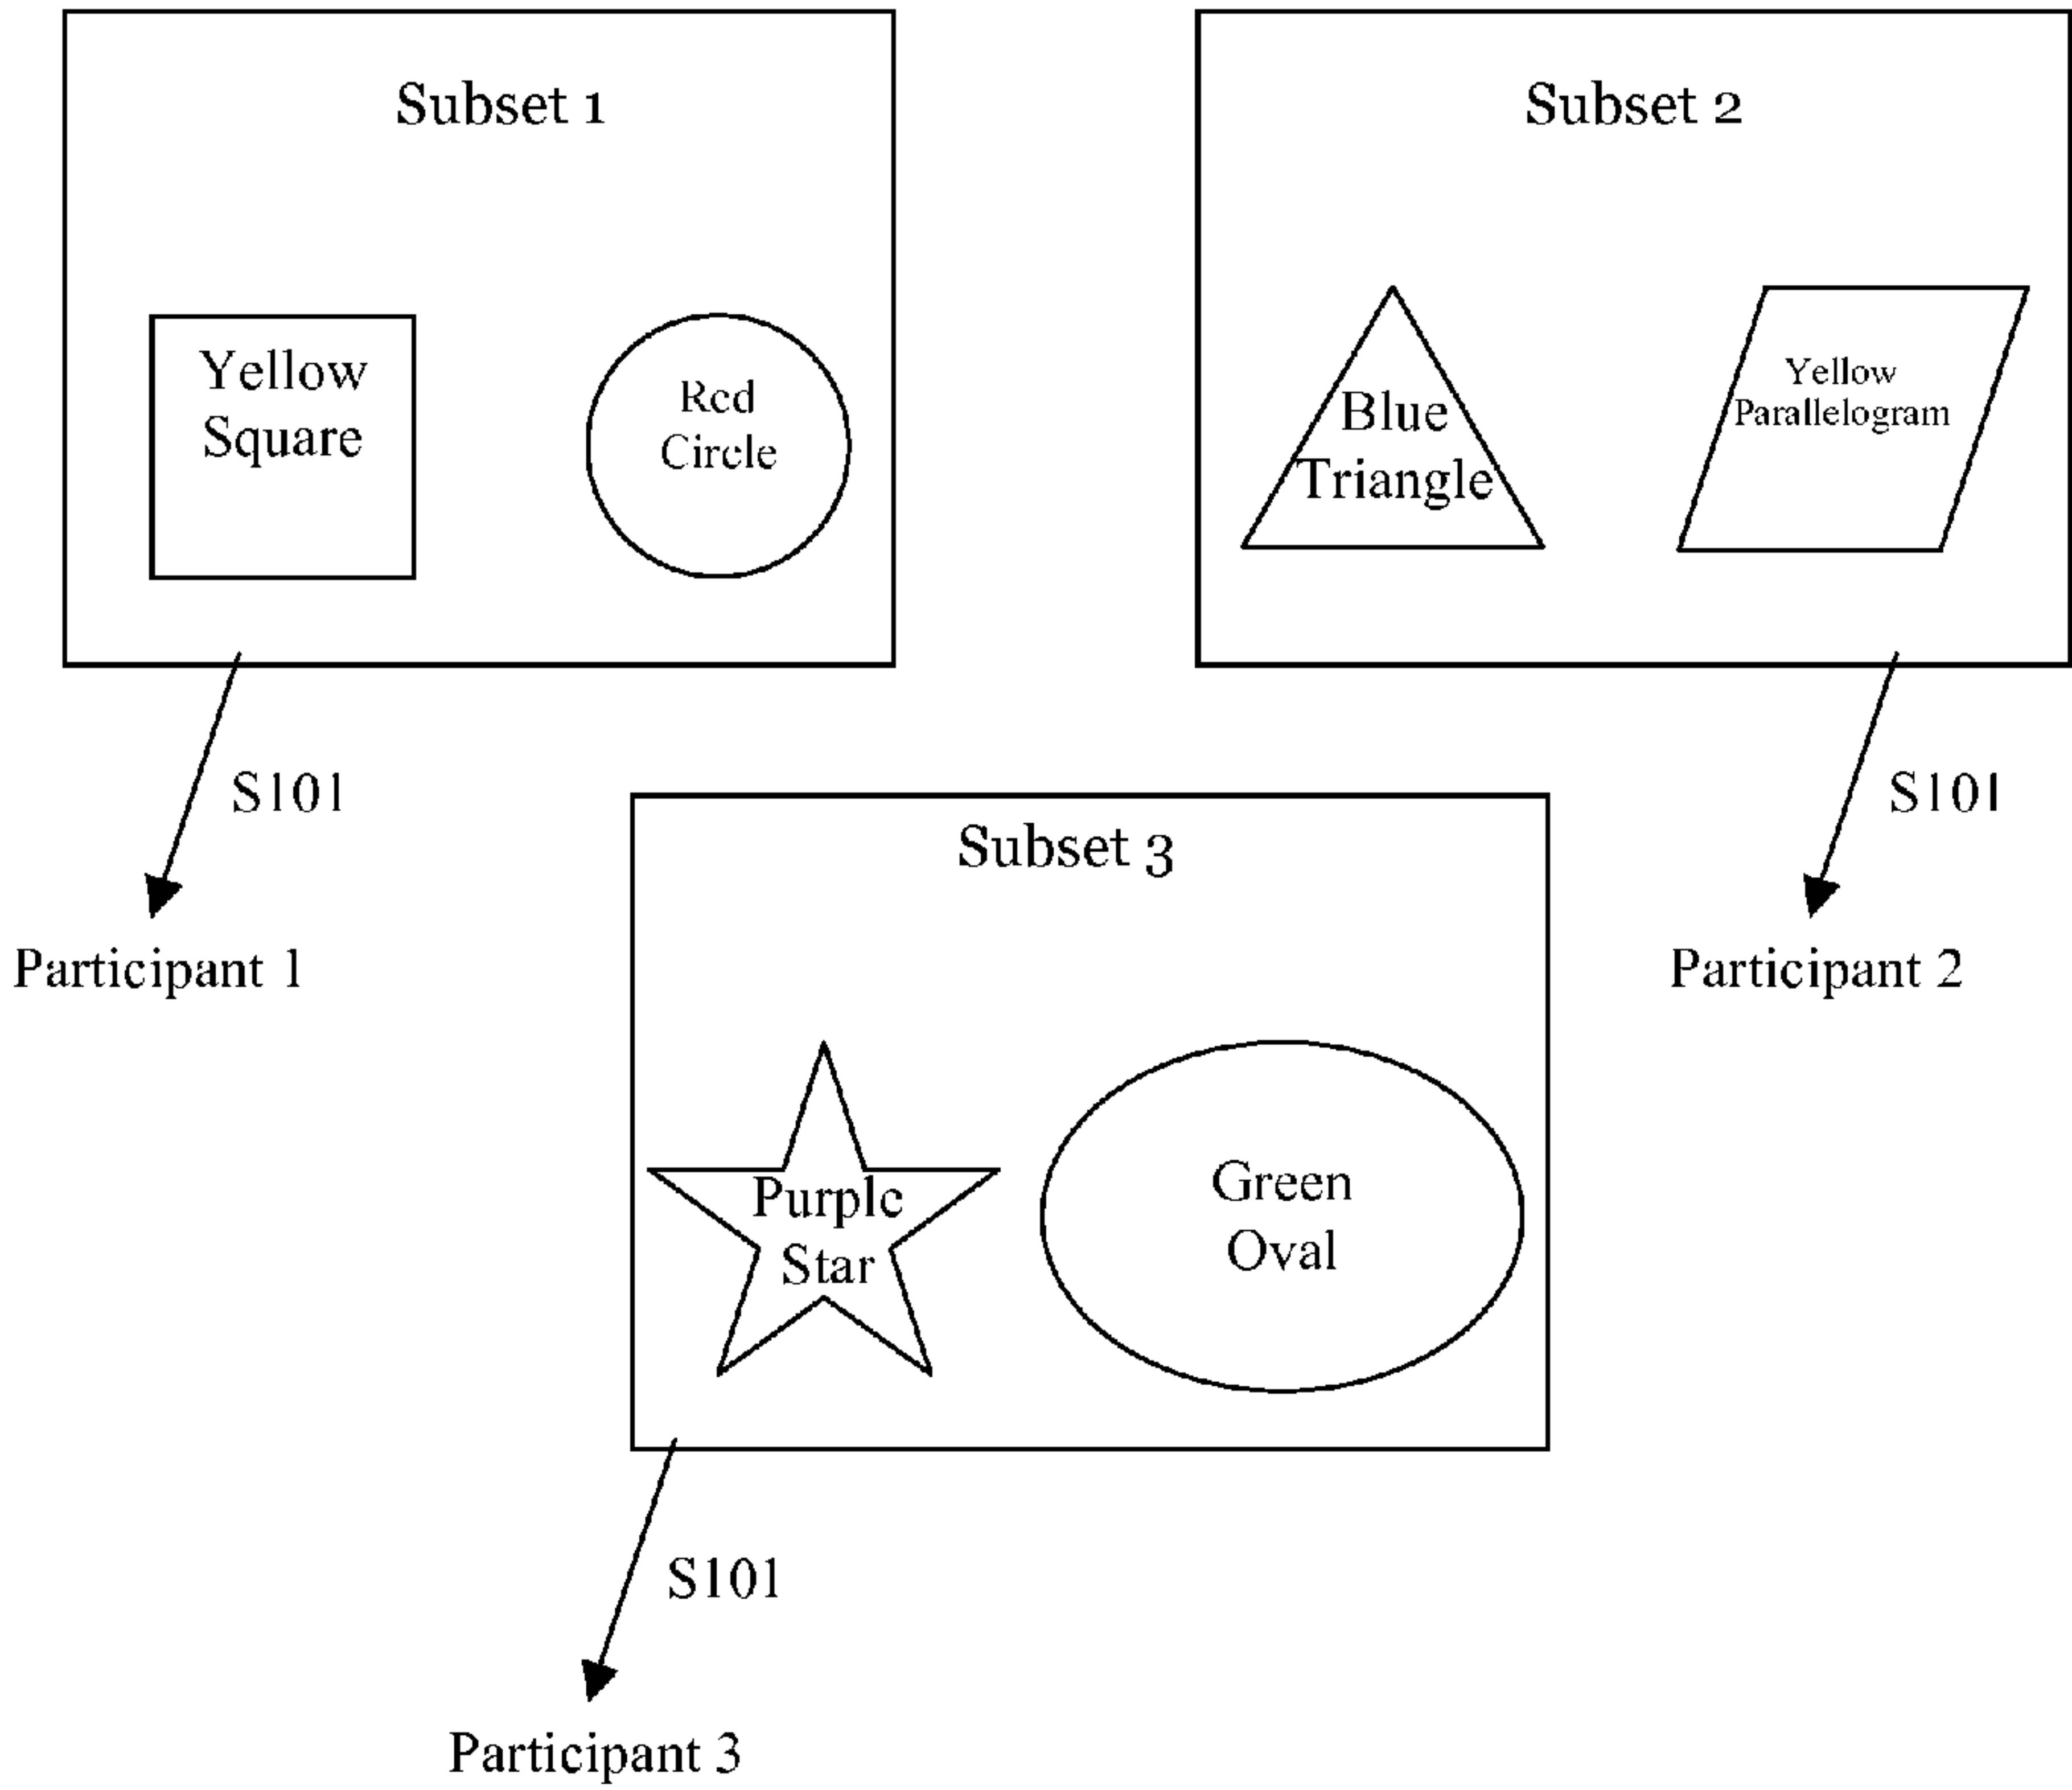 Subset 1
Yellow
Square
Red
Circle
Subset 2
Blue
Triangle
Yellow
Parallelogram
S101
Participant 1
S101
Participant 2
Subset 3
Purple
Star
Green
Oval
S101
Participant 3